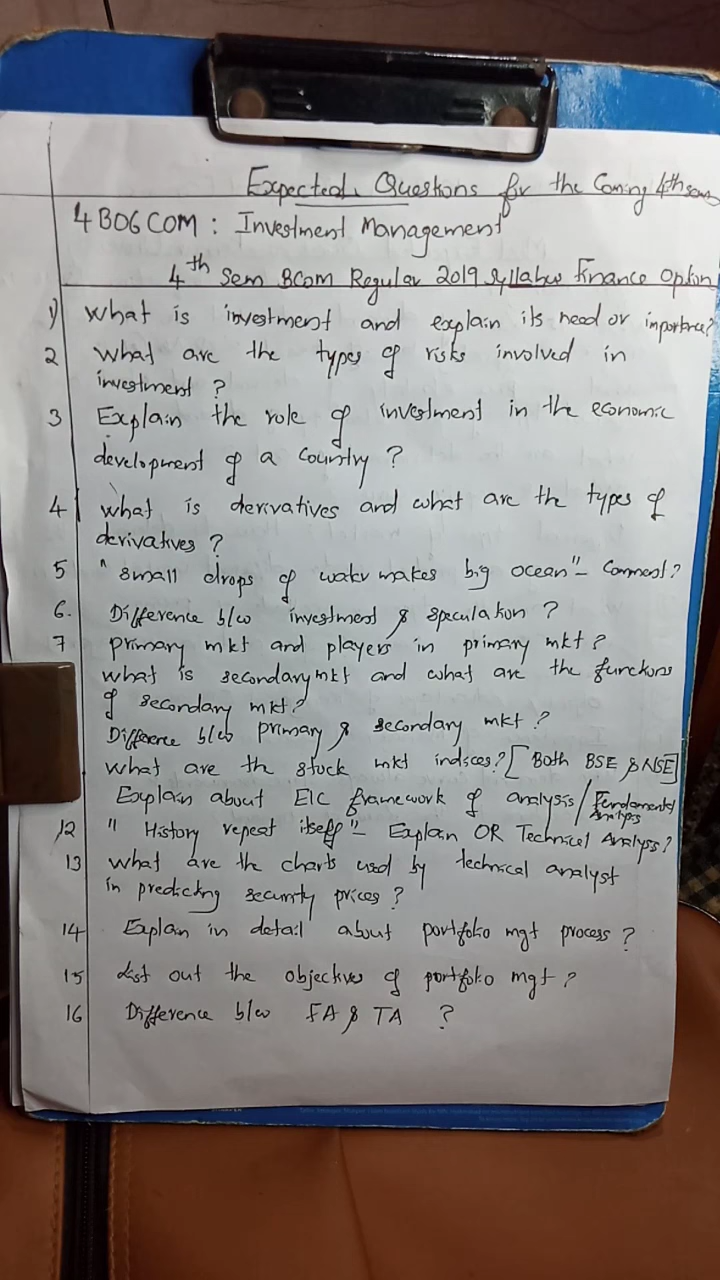 Expected Questions for the Coming 4th sem
4 BOG COM : Investment Management
4th Sem BCom Regular 2019 Syllabus Finance Option
1) What is investment and explain its need or importance?
2 What are the types of risks involved in
investment ?
3 Explain the role of investment in the economic
development of a Country ?
4 what is derivatives and what are the types of
derivatives ?
5 "small drops of water makes big ocean" - Comment?
6. Difference b/w investment & speculation ?
7 primary mkt and players in primary mkt ?
what is secondary mkt and what are the functions
of secondary mkt?
Difference b/w primary & secondary mkt ?
What are the stock mkt indices? [Both BSE & NSE]
Explain about EIC framework of analysis / Fundamental
Analysis
12 " History repeat itself" - Explain OR Technical Analysis?
13 What are the charts used by technical analyst
in predicting security prices ?
14 Explain in detail about portfolio mgt process ?
15 List out the objectives of portfolio mgt ?
16 Difference b/w FA & TA ?